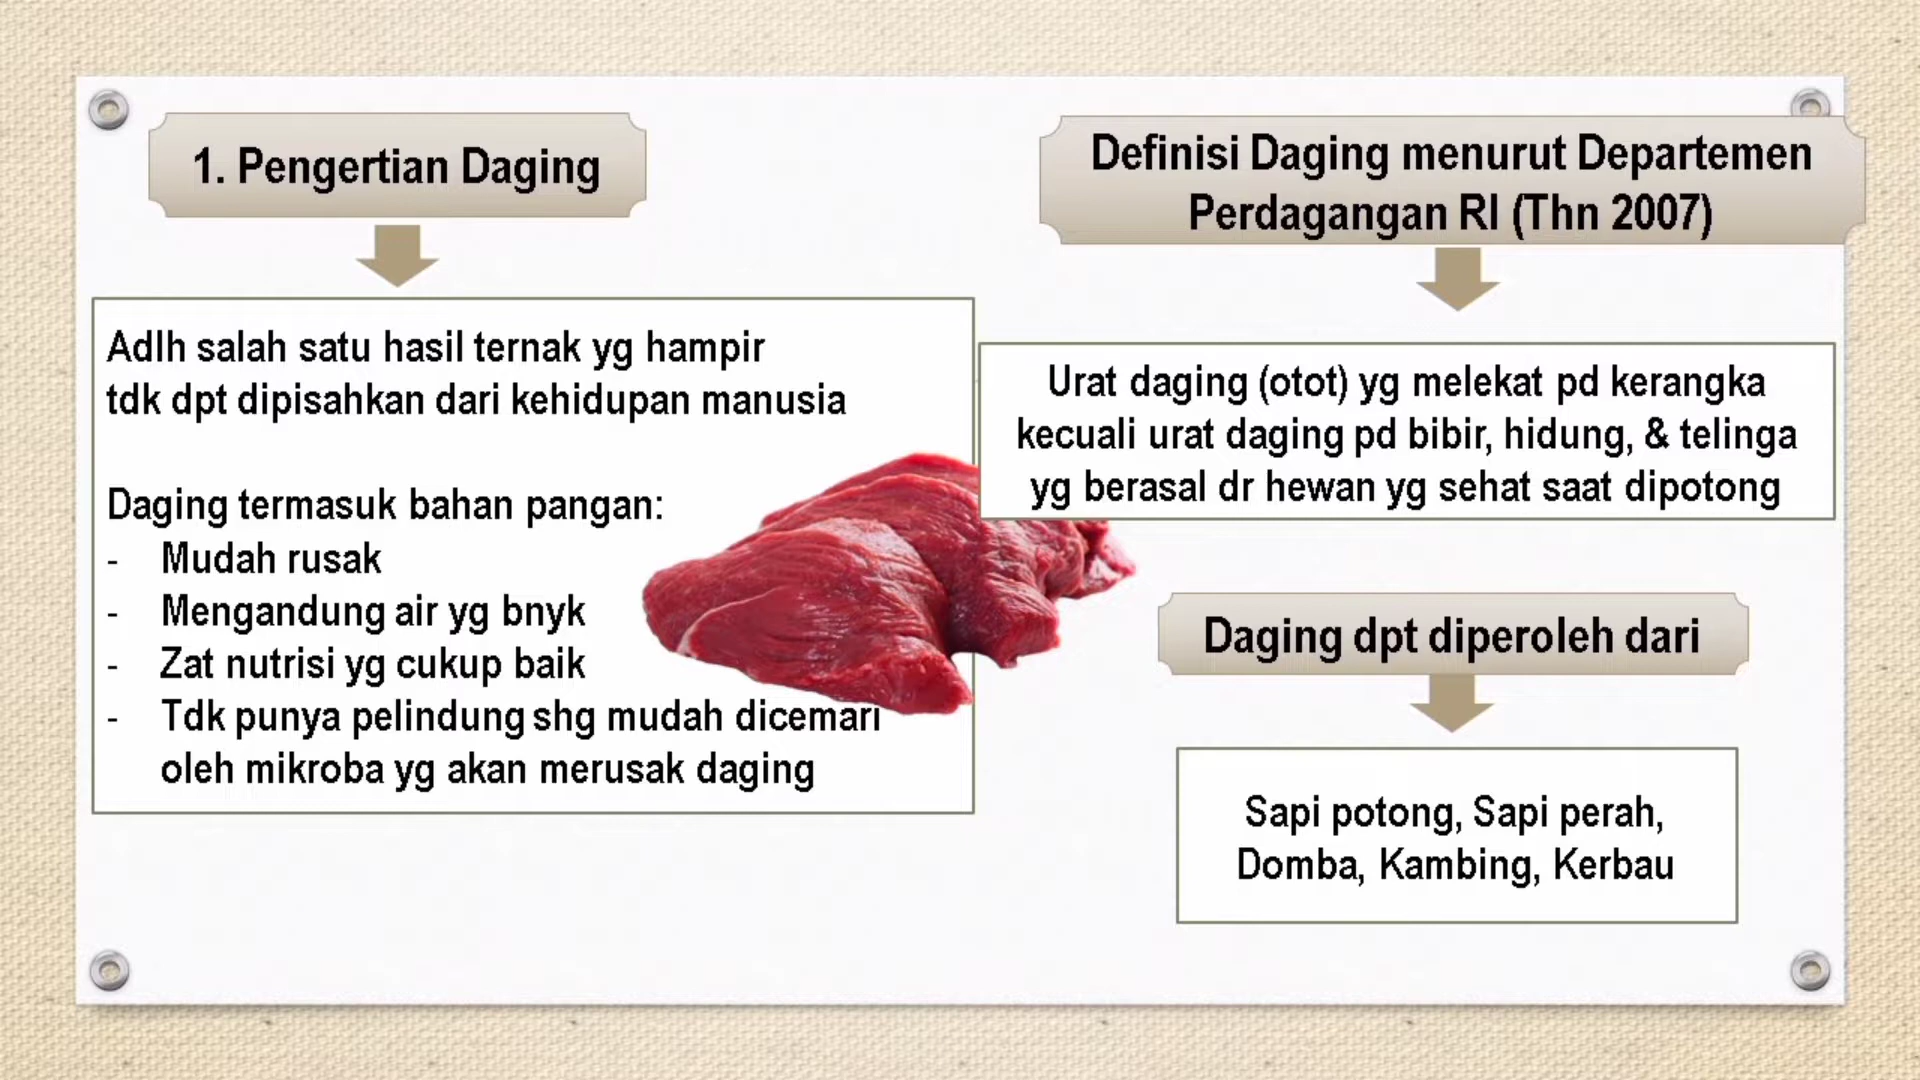 1. Pengertian Daging
Adlh salah satu hasil ternak yg hampir
tdk dpt dipisahkan dari kehidupan manusia
Daging termasuk bahan pangan:
- Mudah rusak
- Mengandung air yg bnyk
- Zat nutrisi yg cukup baik
- Tdk punya pelindung shg mudah dicemari
oleh mikroba yg akan merusak daging
Definisi Daging menurut Departemen
Perdagangan RI (Thn 2007)
Urat daging (otot) yg melekat pd kerangka
kecuali urat daging pd bibir, hidung, & telinga
yg berasal dr hewan yg sehat saat dipotong
Daging dpt diperoleh dari
Sapi potong, Sapi perah,
Domba, Kambing, Kerbau